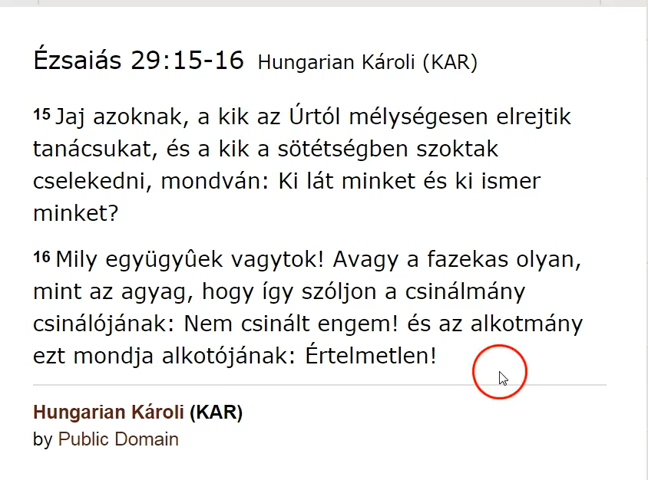 Ézsaiás 29:15-16 Hungarian Károli (KAR)
15 Jaj azoknak, a kik az Úrtól mélységesen elrejtik
tanácsukat, és a kik a sötétségben szoktak
cselekedni, mondván: Ki lát minket és ki ismer
minket?
16 Mily együgyûek vagytok! Avagy a fazekas olyan,
mint az agyag, hogy így szóljon a csinálmány
csinálójának: Nem csinált engem! és az alkotmány
ezt mondja alkotójának: Értelmetlen!
Hungarian Károli (KAR)
by Public Domain